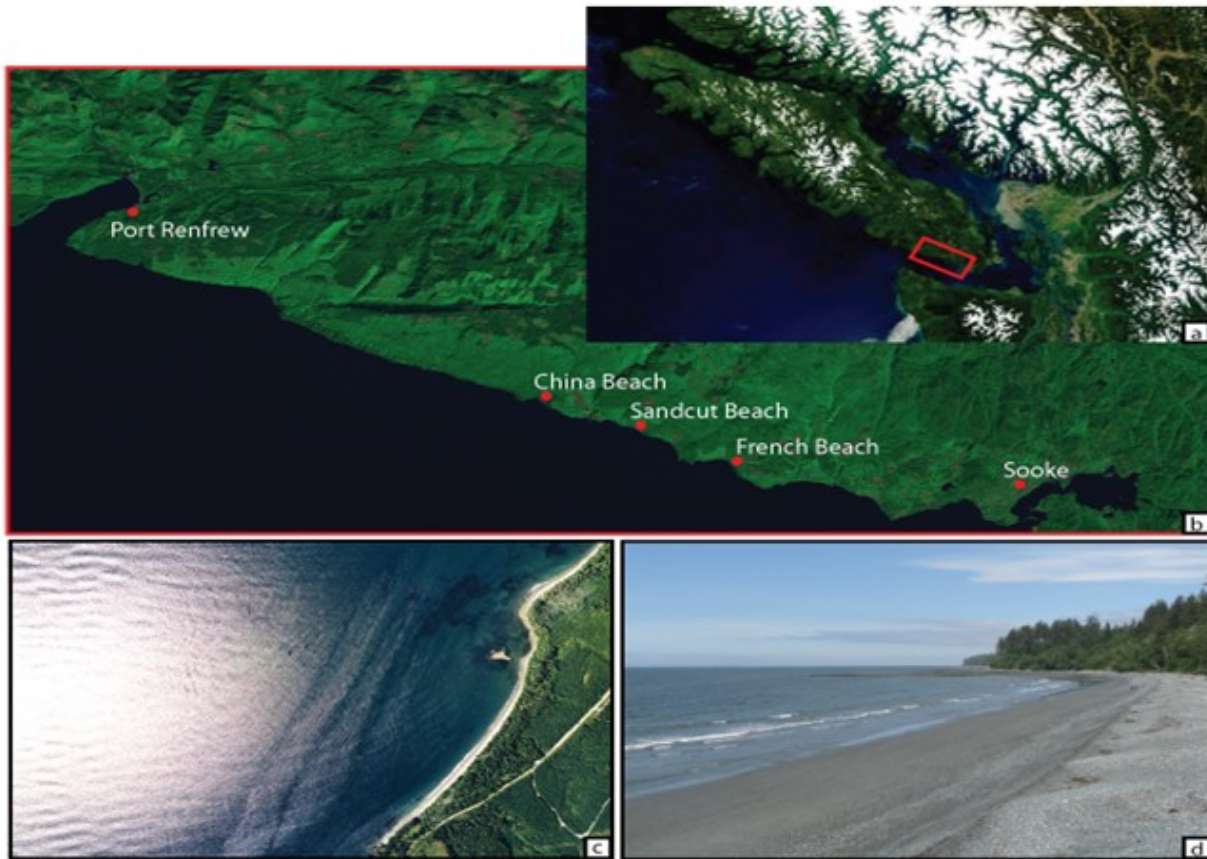 a
Port Renfrew
China Beach
Sandcut Beach
French Beach
Sooke
b
c
d